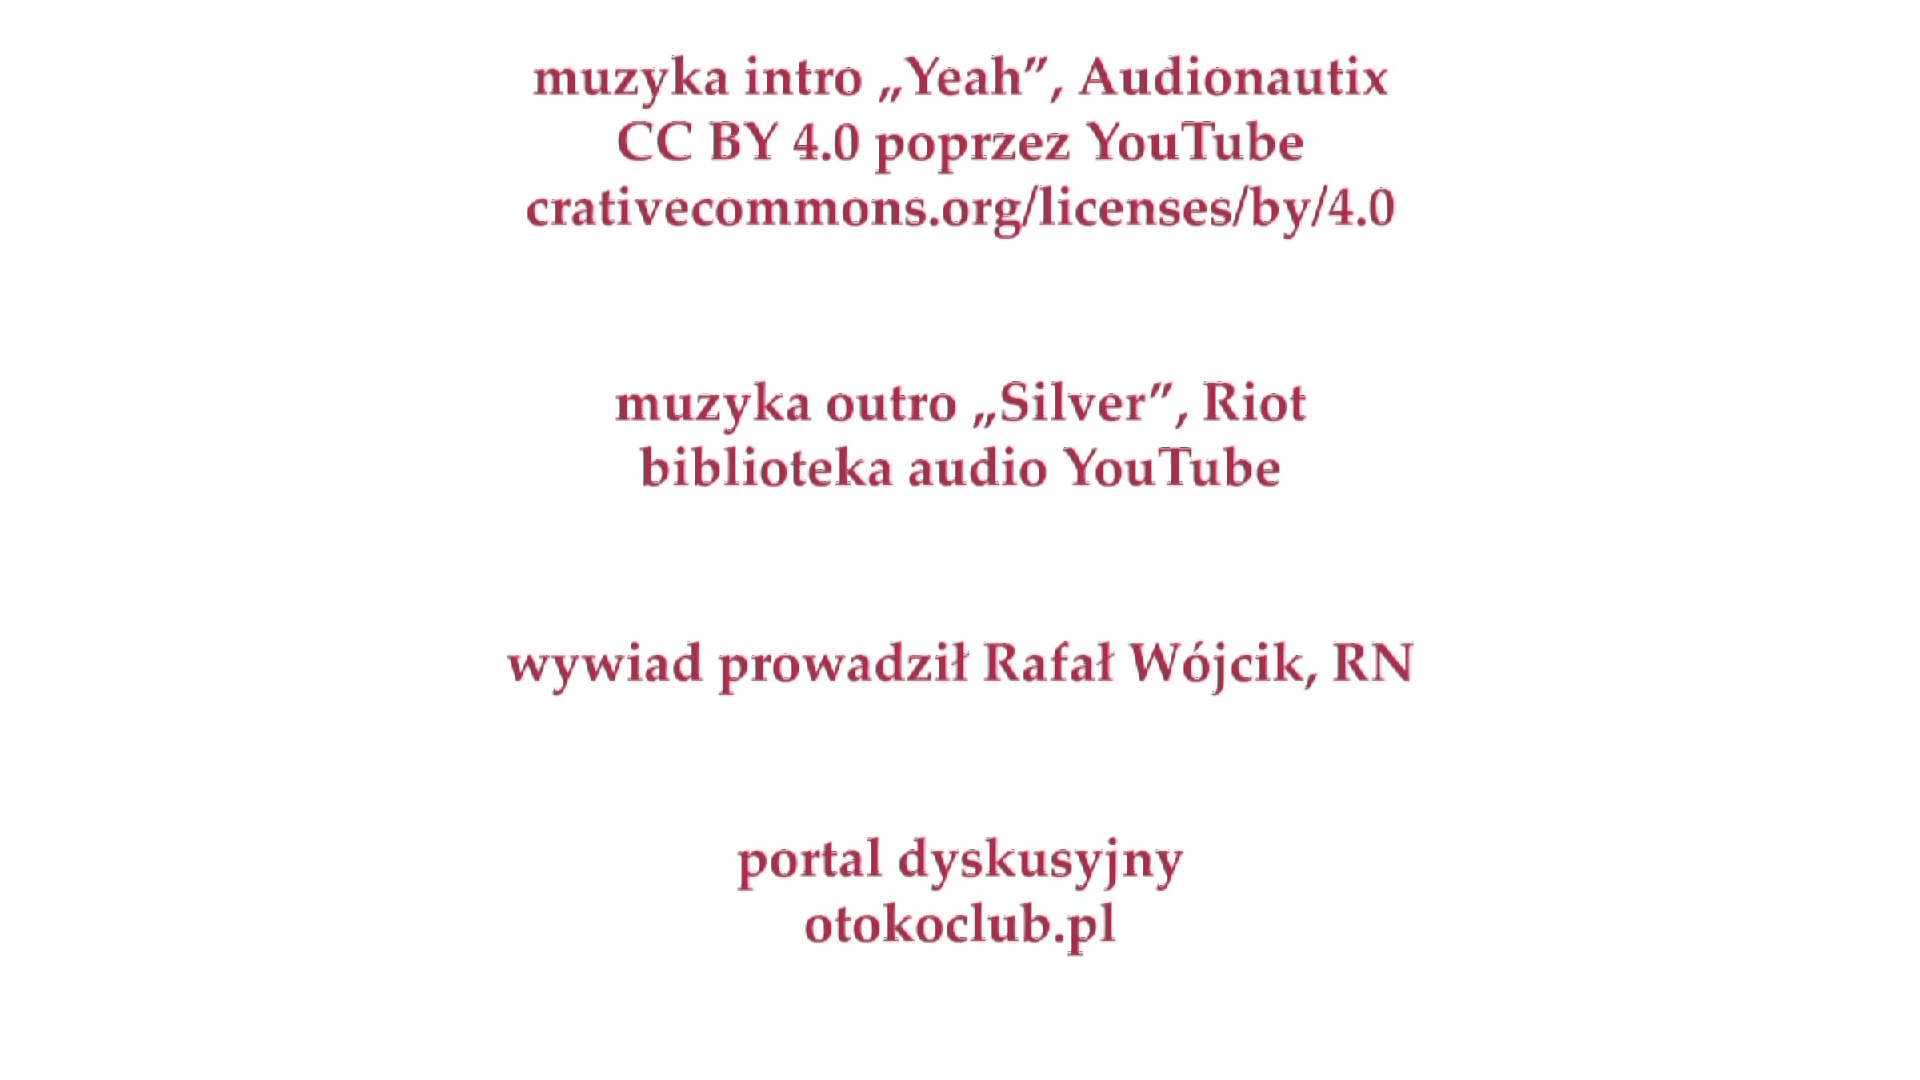 muzyka intro „Yeah”, Audionautix
CC BY 4.0 poprzez YouTube
crativecommons.org/licenses/by/4.0
muzyka outro „Silver”, Riot
biblioteka audio YouTube
wywiad prowadził Rafał Wójcik, RN
portal dyskusyjny
otokoclub.pl